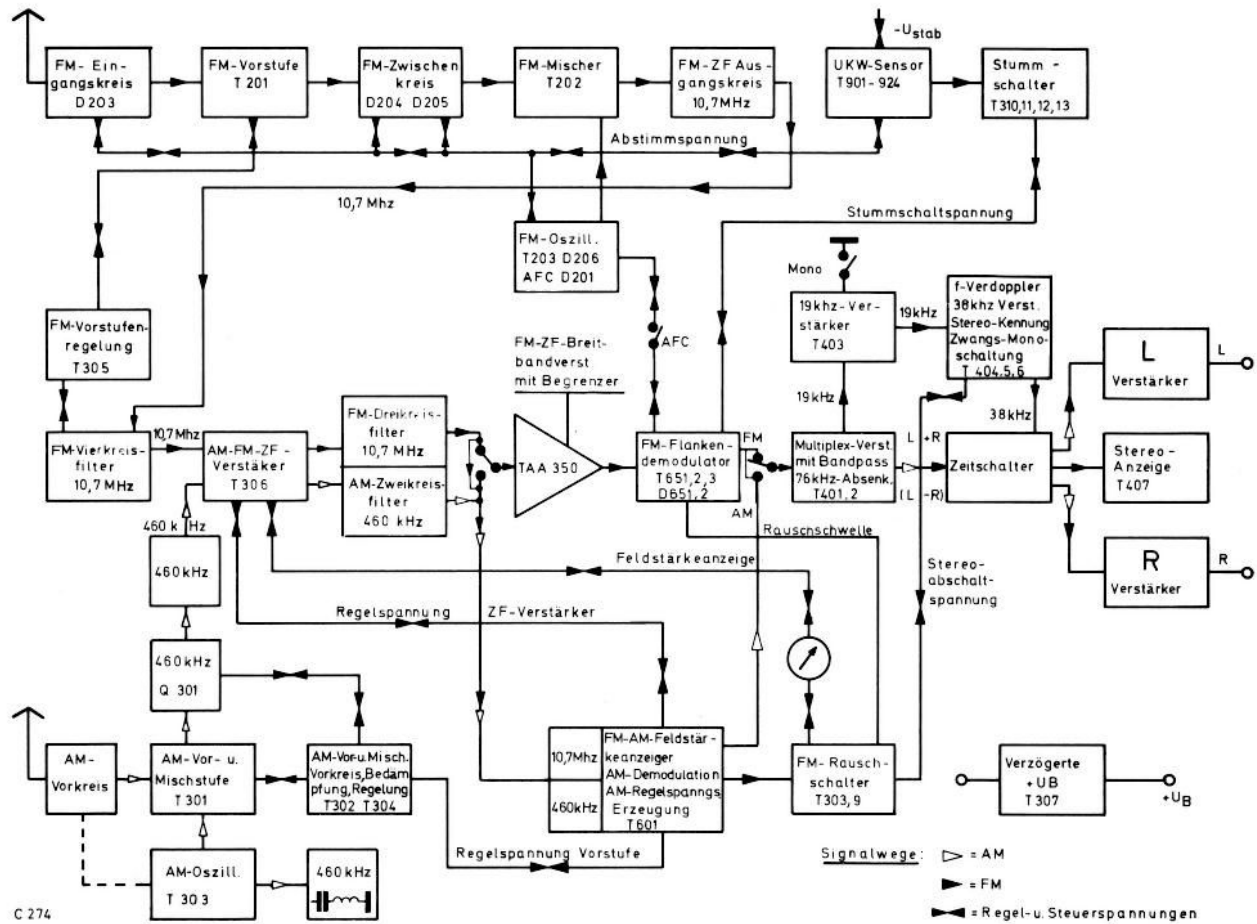 -Ustab
FM- Ein-
gangskreis
D203
FM-Vorstufe
T 201
FM-Zwischen
kreis
D204 D205
FM-Mischer
T202
FM-ZF Aus-
gangskreis
10,7MHz
UKW-Sensor
T901-924
Stumm -
schalter
T310,11,12,13
Abstimmspannung
10,7 Mhz
Stummschaltspannung
FM-Oszill.
T203 D206
AFC D201
Mono
19khz-Ver-
stärker
T403
19kHz
f-Verdoppler
38khz Verst.
Stereo-Kennung
Zwangs-Mono-
schaltung
T 404,5,6
FM-Vorstufen-
regelung
T305
AFC
FM-ZF-Breit-
bandverst
mit Begrenzer
L
Verstärker
L
19kHz
38kHz
10,7Mhz
FM-Vierkreis-
filter
10,7 MHz
AM-FM-ZF-
Verstäker
T306
FM-Dreikreis-
filter
10,7 MHz
AM-Zweikreis-
filter
460 kHz
TAA 350
FM-Flanken-
demodulator
T651,2,3
D651,2
FM
AM
Multiplex-Verst.
mit Bandpass
76kHz-Absenk.
T401,2
L +R
(L -R)
Zeitschalter
Stereo-
Anzeige
T407
460 kHz
Rauschschwelle
460kHz
Feldstärkeanzeige
Stereo-
abschalt-
spannung
R
Verstärker
R
Regelspannung ZF-Verstärker
460kHz
Q 301
AM-
Vorkreis
AM-Vor- u.
Mischstufe
T301
AM-Vor-u.Misch.
Vorkreis,Bedäm
pfung,Regelung
T302 T304
10,7Mhz
460kHz
FM-AM-Feldstär-
keanzeiger
AM-Demodulation
AM-Regelspanngs
Erzeugung
T601
FM-Rausch-
schalter
T303,9
Verzögerte
+UB
T307
+UB
Regelspannung Vorstufe
AM-Oszill.
T 303
460kHz
Signalwege:
= AM
= FM
= Regel-u. Steuerspannungen
C 274